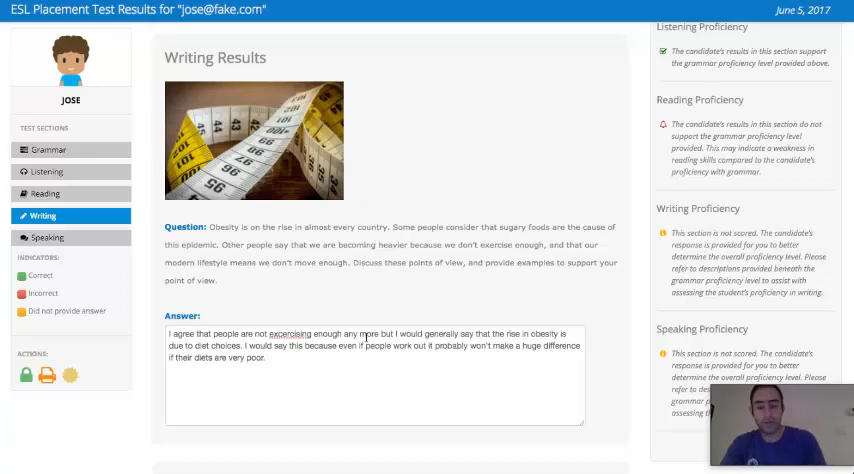 ESL Placement Test Results for "jose@fake.com"
June 5, 2017
JOSE
TEST SECTIONS
Grammar
Listening
Reading
Writing
Speaking
INDICATORS:
Correct
Incorrect
Did not provide answer
ACTIONS:
Writing Results
Question: Obesity is on the rise in almost every country. Some people consider that sugary foods are the cause of
this epidemic. Other people say that we are becoming heavier because we don't exercise enough, and that our
modern lifestyle means we don't move enough. Discuss these points of view, and provide examples to support your
point of view.
Answer:
I agree that people are not excercising enough any more but I would generally say that the rise in obesity is
due to diet choices. I would say this because even if people work out it probably won't make a huge difference
if their diets are very poor.
Listening Proficiency
The candidate's results in this section support
the grammar proficiency level provided above.
Reading Proficiency
The candidate's results in this section do not
support the grammar proficiency level
provided. This may indicate a weakness in
reading skills compared to the candidate's
proficiency with grammar.
Writing Proficiency
This section is not scored. The candidate's
response is provided for you to better
determine the overall proficiency level. Please
refer to descriptions provided beneath the
grammar proficiency level to assist with
assessing the student's proficiency in writing.
Speaking Proficiency
This section is not scored. The candidate's
response is provided for you to better
determine the overall proficiency level. Please
refer to
grammar
assessing